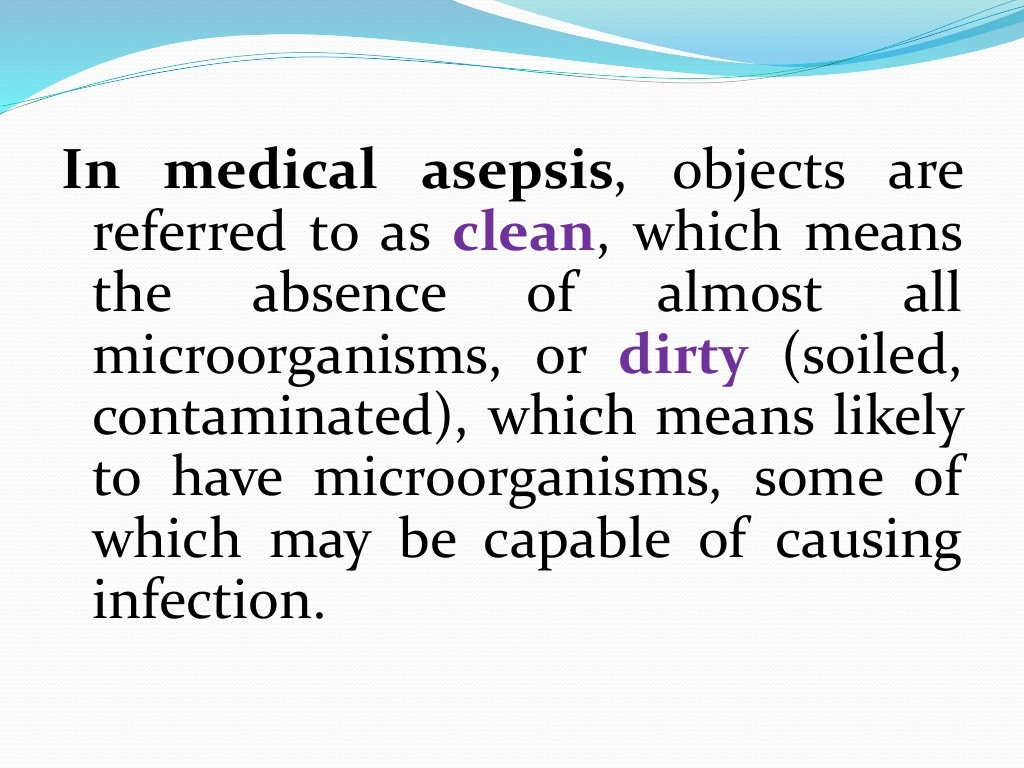 In medical asepsis, objects are
referred to as clean, which means
the absence of almost all
microorganisms, or dirty (soiled,
contaminated), which means likely
to have microorganisms, some of
which may be capable of causing
infection.